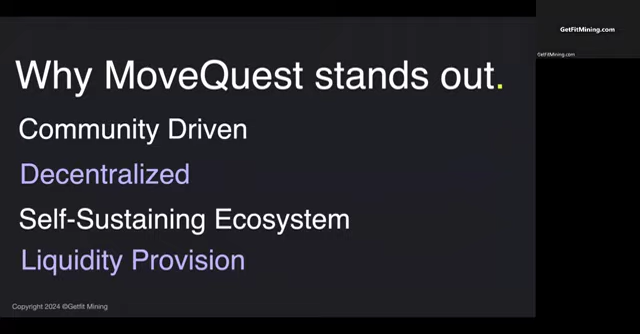 Why MoveQuest stands out.
Community Driven
Decentralized
Self-Sustaining Ecosystem
Liquidity Provision
Copyright 2024 ©Getfit Mining
GetFitMining.com
GetFitMining.com